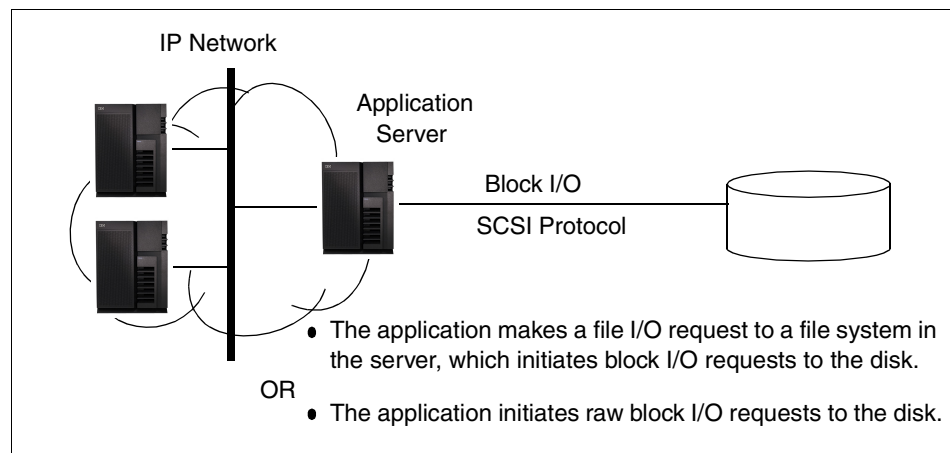 IP Network
Application
Server
Block I/O
SCSI Protocol
● The application makes a file I/O request to a file system in
the server, which initiates block I/O requests to the disk.
OR
● The application initiates raw block I/O requests to the disk.